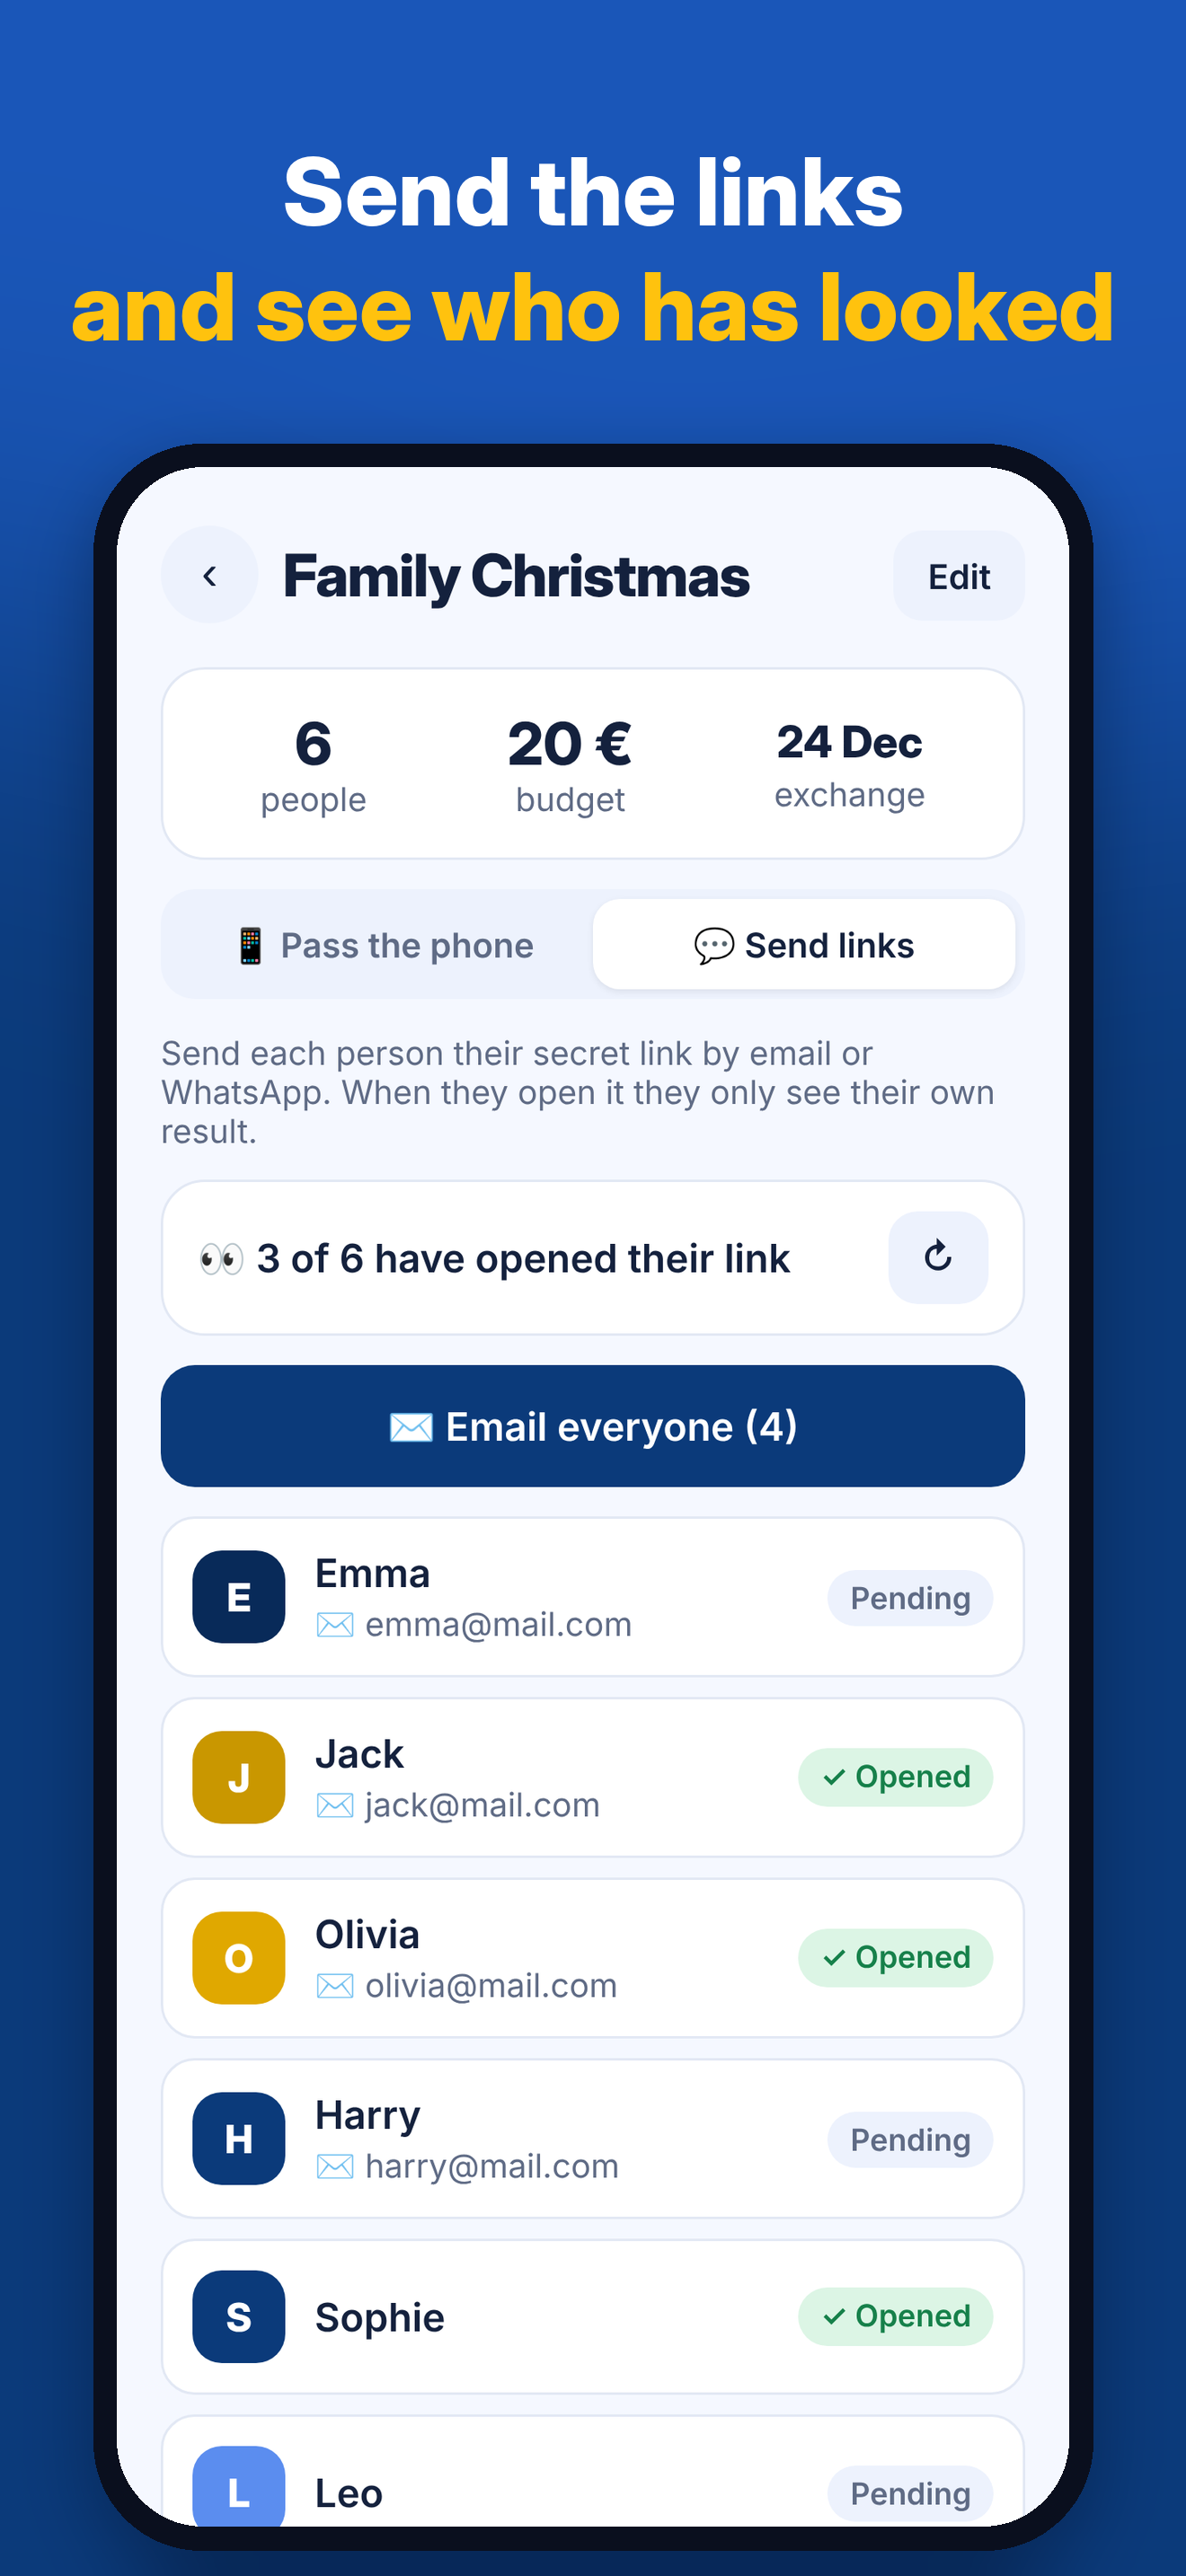 Send the links
and see who has looked
‹ Family Christmas Edit
6 20 € 24 Dec
people budget exchange
📱 Pass the phone 💬 Send links
Send each person their secret link by email or
WhatsApp. When they open it they only see their own
result.
👀 3 of 6 have opened their link ↻
✉️ Email everyone (4)
E Emma Pending
✉️ emma@mail.com
J Jack ✓ Opened
✉️ jack@mail.com
O Olivia ✓ Opened
✉️ olivia@mail.com
H Harry Pending
✉️ harry@mail.com
S Sophie ✓ Opened
L Leo Pending